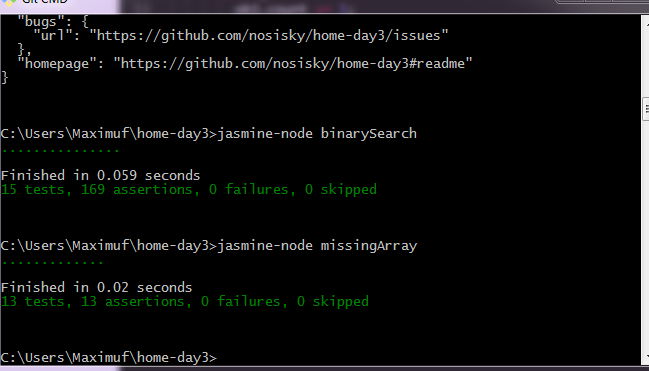 Git CMD
"bugs": {
"url": "https://github.com/nosisky/home-day3/issues"
},
"homepage": "https://github.com/nosisky/home-day3#readme"
}
C:\Users\Maximuf\home-day3>jasmine-node binarySearch
...............
Finished in 0.059 seconds
15 tests, 169 assertions, 0 failures, 0 skipped
C:\Users\Maximuf\home-day3>jasmine-node missingArray
.............
Finished in 0.02 seconds
13 tests, 13 assertions, 0 failures, 0 skipped
C:\Users\Maximuf\home-day3>